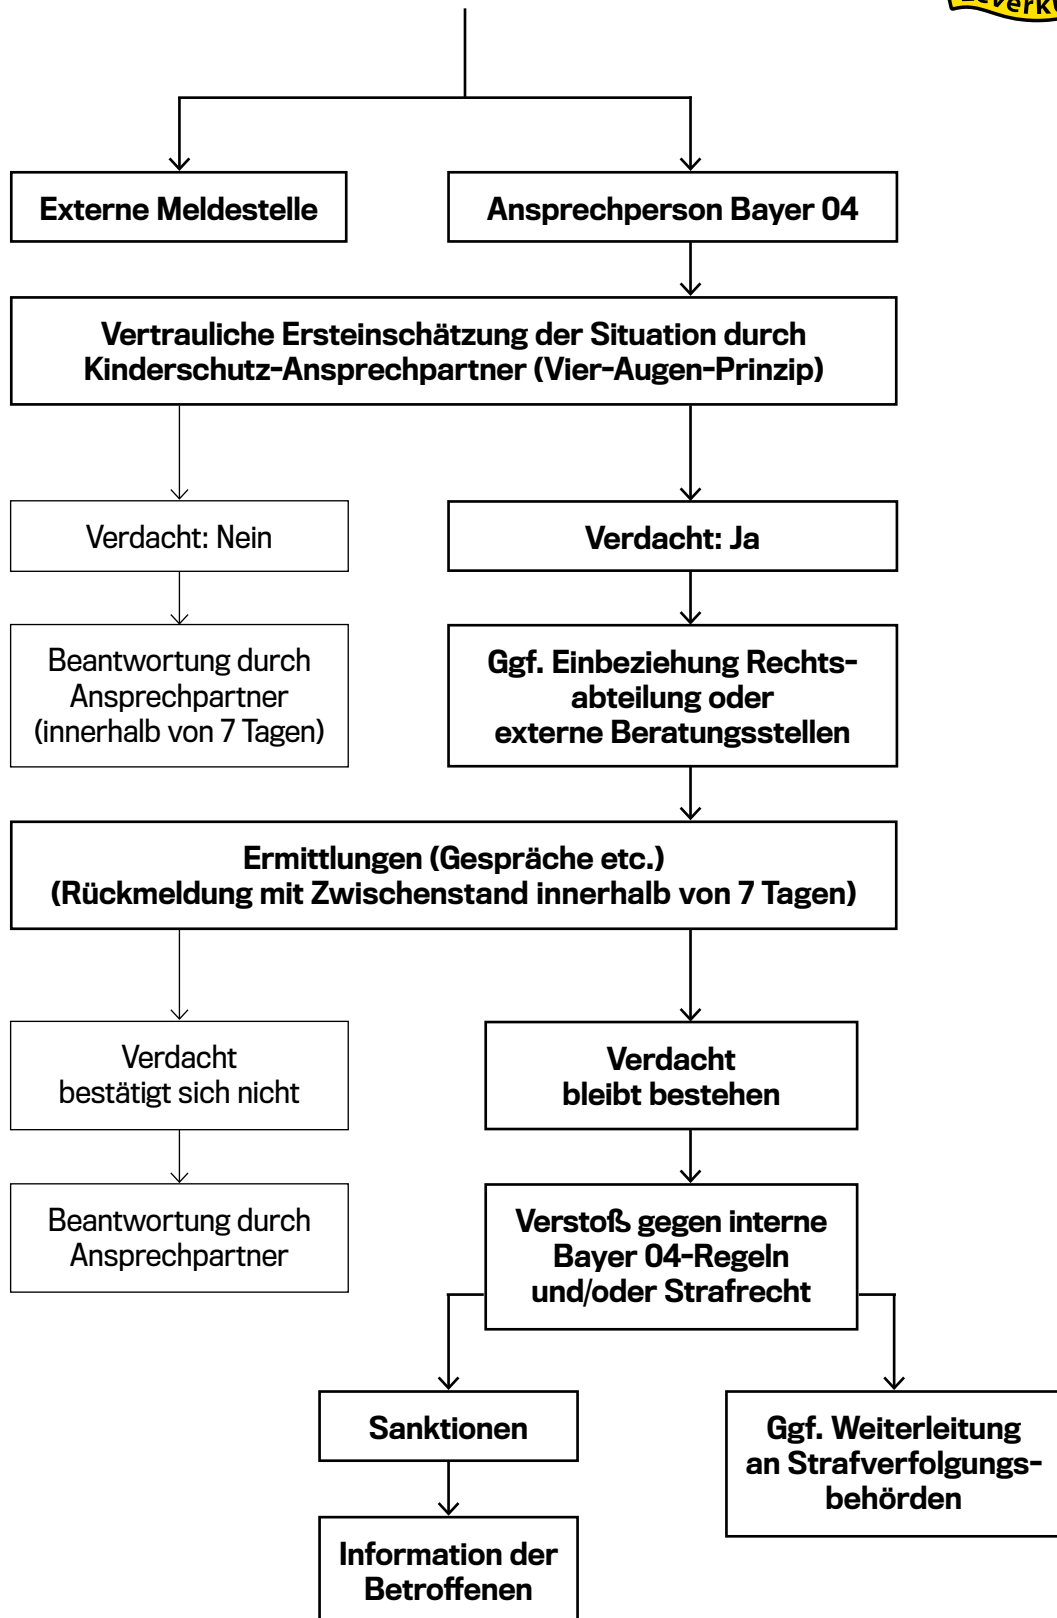 Externe Meldestelle
Ansprechperson Bayer 04
Vertrauliche Ersteinschätzung der Situation durch
Kinderschutz-Ansprechpartner (Vier-Augen-Prinzip)
Verdacht: Nein
Verdacht: Ja
Beantwortung durch
Ansprechpartner
(innerhalb von 7 Tagen)
Ggf. Einbeziehung Rechts-
abteilung oder
externe Beratungsstellen
Ermittlungen (Gespräche etc.)
(Rückmeldung mit Zwischenstand innerhalb von 7 Tagen)
Verdacht
bestätigt sich nicht
Verdacht
bleibt bestehen
Beantwortung durch
Ansprechpartner
Verstoß gegen interne
Bayer 04-Regeln
und/oder Strafrecht
Sanktionen
Ggf. Weiterleitung
an Strafverfolgungs-
behörden
Information der
Betroffenen